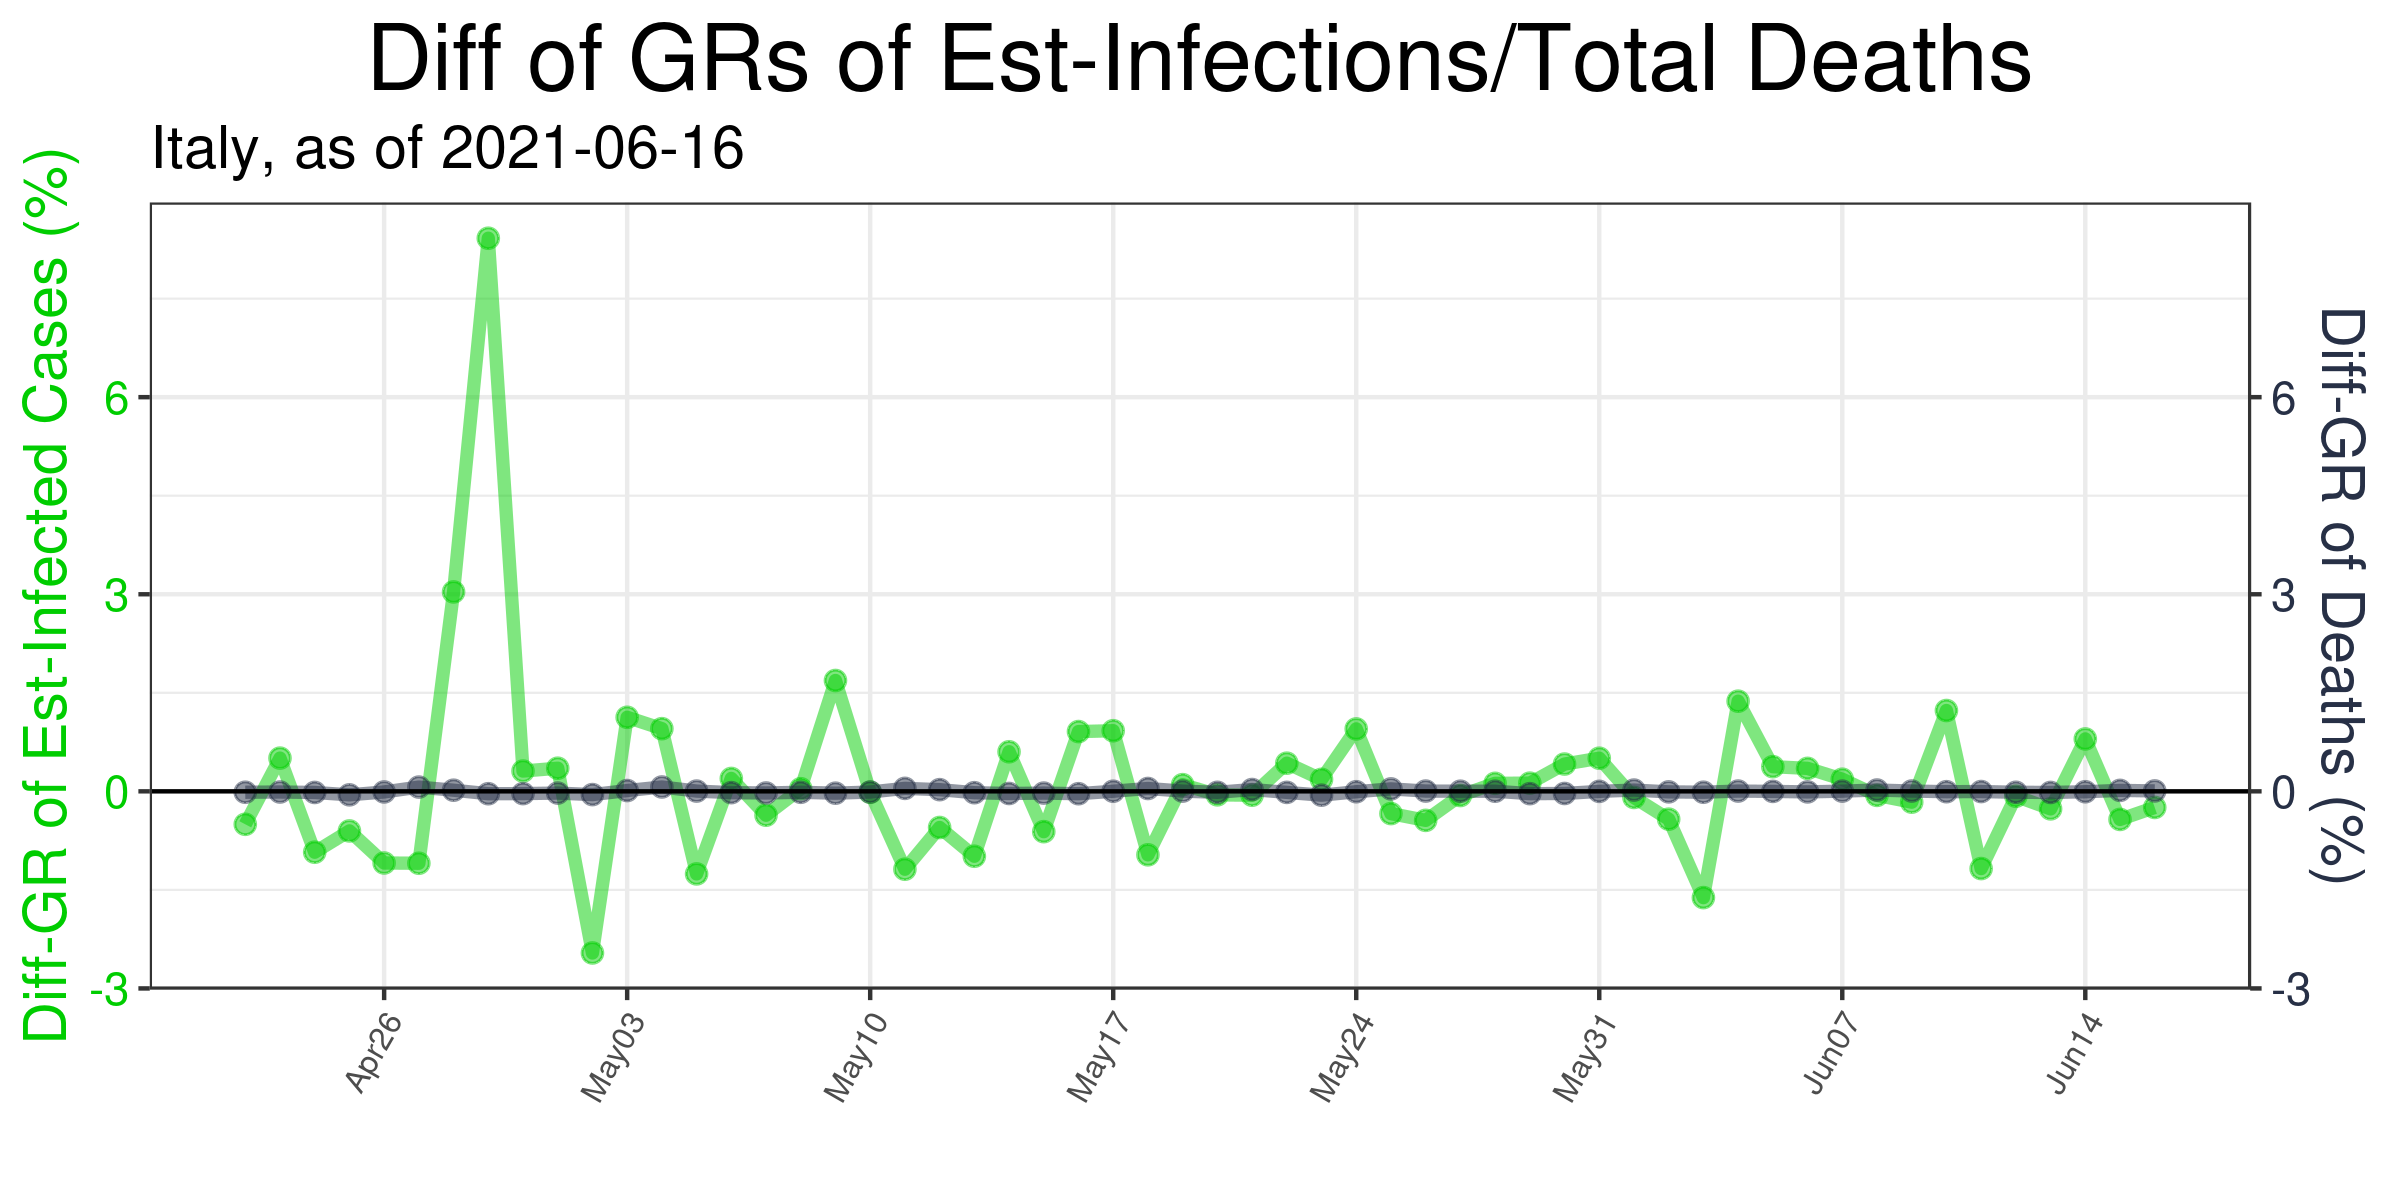 Diff of GRs of Est-Infections/Total Deaths
Italy, as of 2021-06-16
Diff-GR of Est-Infected Cases (%)
6
3
0
-3
6
3
0
-3
Diff-GR of Deaths (%)
Apr26
May03
May10
May17
May24
May31
Jun07
Jun14